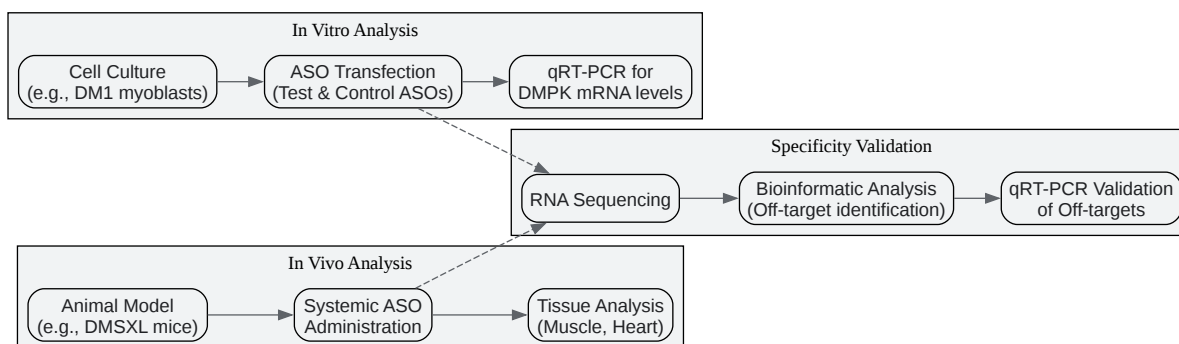 In Vitro Analysis
Cell Culture
(e.g., DM1 myoblasts)
ASO Transfection
(Test & Control ASOs)
qRT-PCR for
DMPK mRNA levels
Specificity Validation
RNA Sequencing
Bioinformatic Analysis
(Off-target identification)
qRT-PCR Validation
of Off-targets
In Vivo Analysis
Animal Model
(e.g., DMSXL mice)
Systemic ASO
Administration
Tissue Analysis
(Muscle, Heart)